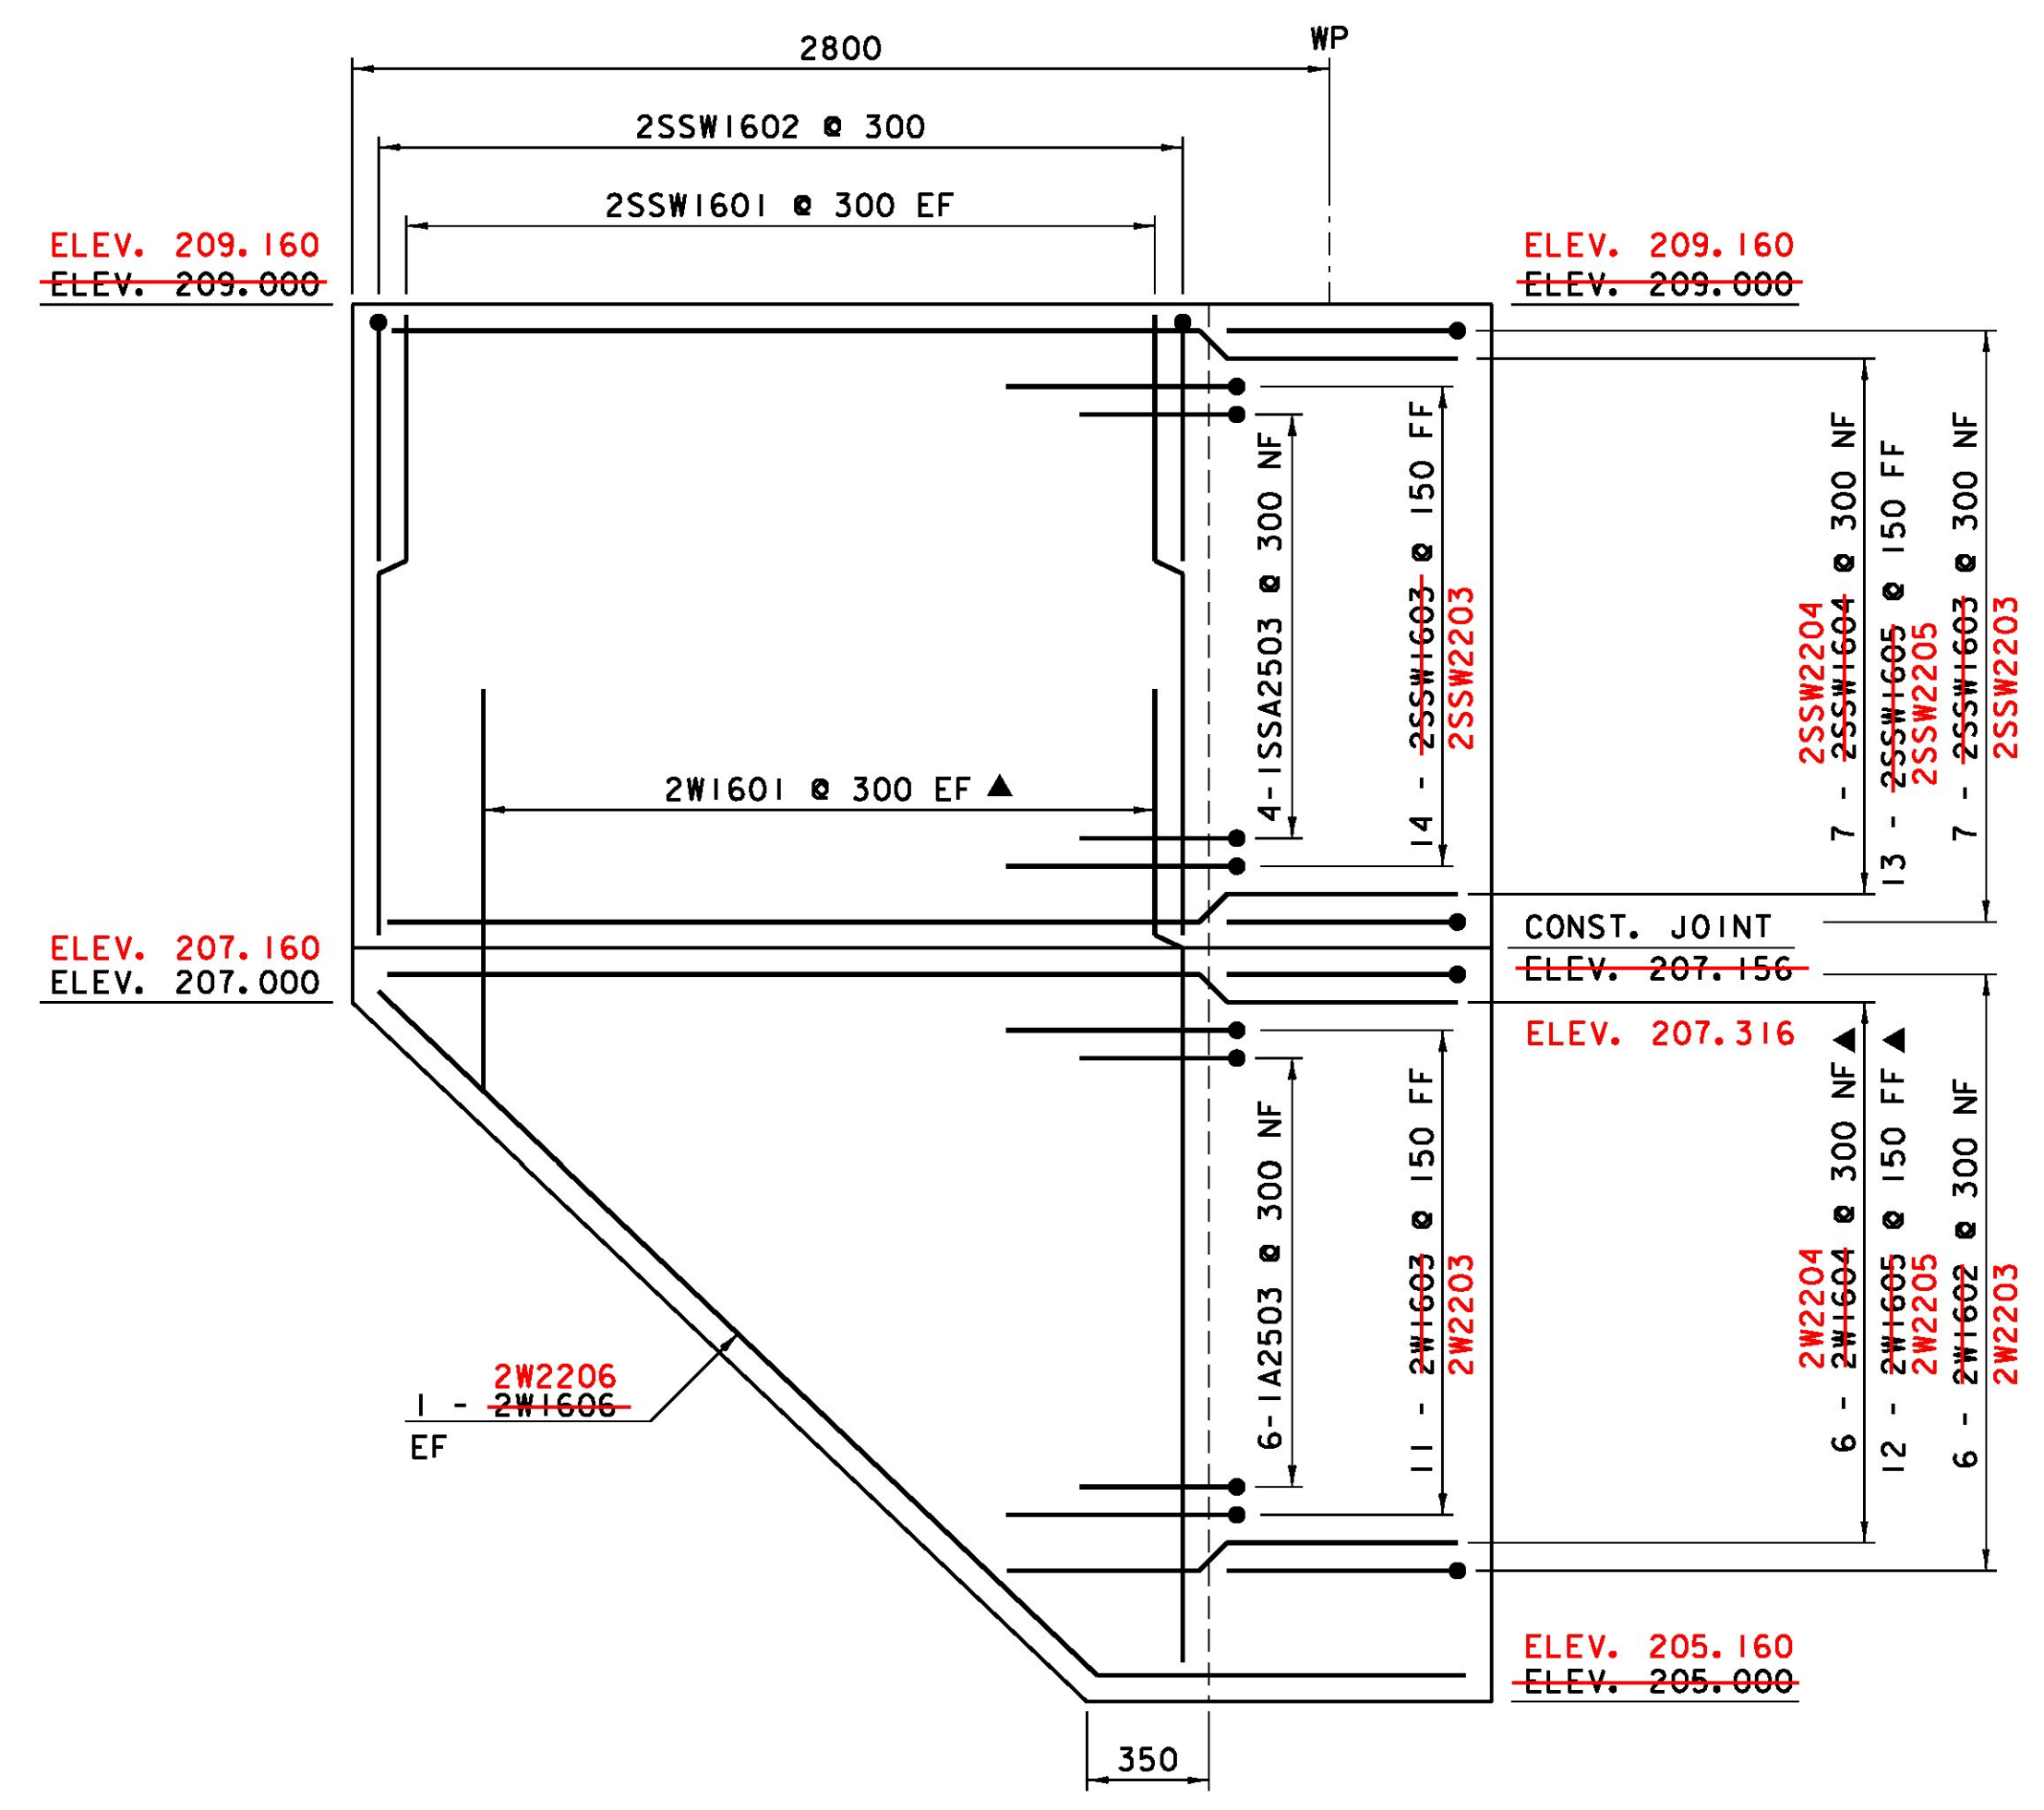 WP
2800
2SSW1602 @ 300
2SSW1601 @ 300 EF
ELEV. 209.160
ELEV. 209.000
ELEV. 209.160
ELEV. 209.000
4-1SSA2503 @ 300 NF
14 - 2SSW1603 @ 150 FF
2SSW2203
2SSW2204
7 - 2SSW1604 @ 300 NF
13 - 2SSW1605 @ 150 FF
2SSW2205
7 - 2SSW1603 @ 300 NF
2SSW2203
2W1601 @ 300 EF ▲
ELEV. 207.160
ELEV. 207.000
CONST. JOINT
ELEV. 207.156
ELEV. 207.316
6-1A2503 @ 300 NF
11 - 2W1603 @ 150 FF
2W2203
2W2204
6 - 2W1604 @ 300 NF ▲
12 - 2W1605 @ 150 FF ▲
2W2205
6 - 2W1602 @ 300 NF
2W2203
2W2206
1 - 2W1606
EF
ELEV. 205.160
ELEV. 205.000
350